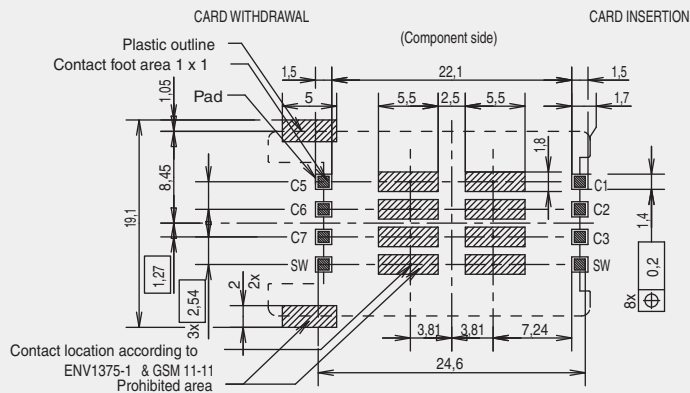 CARD WITHDRAWAL
CARD INSERTION
(Component side)
Plastic outline
Contact foot area 1 x 1
Pad
1,5
22,1
1,5
5
5,5
2,5
5,5
1,7
1,05
8,45
19,1
1,27
3x 2,54
2
2x
1,8
C5
C1
C6
C2
C7
C3
SW
SW
1,4
8x ⌖ 0,2
3,81
3,81
7,24
24,6
Contact location according to
ENV1375-1 & GSM 11-11
Prohibited area